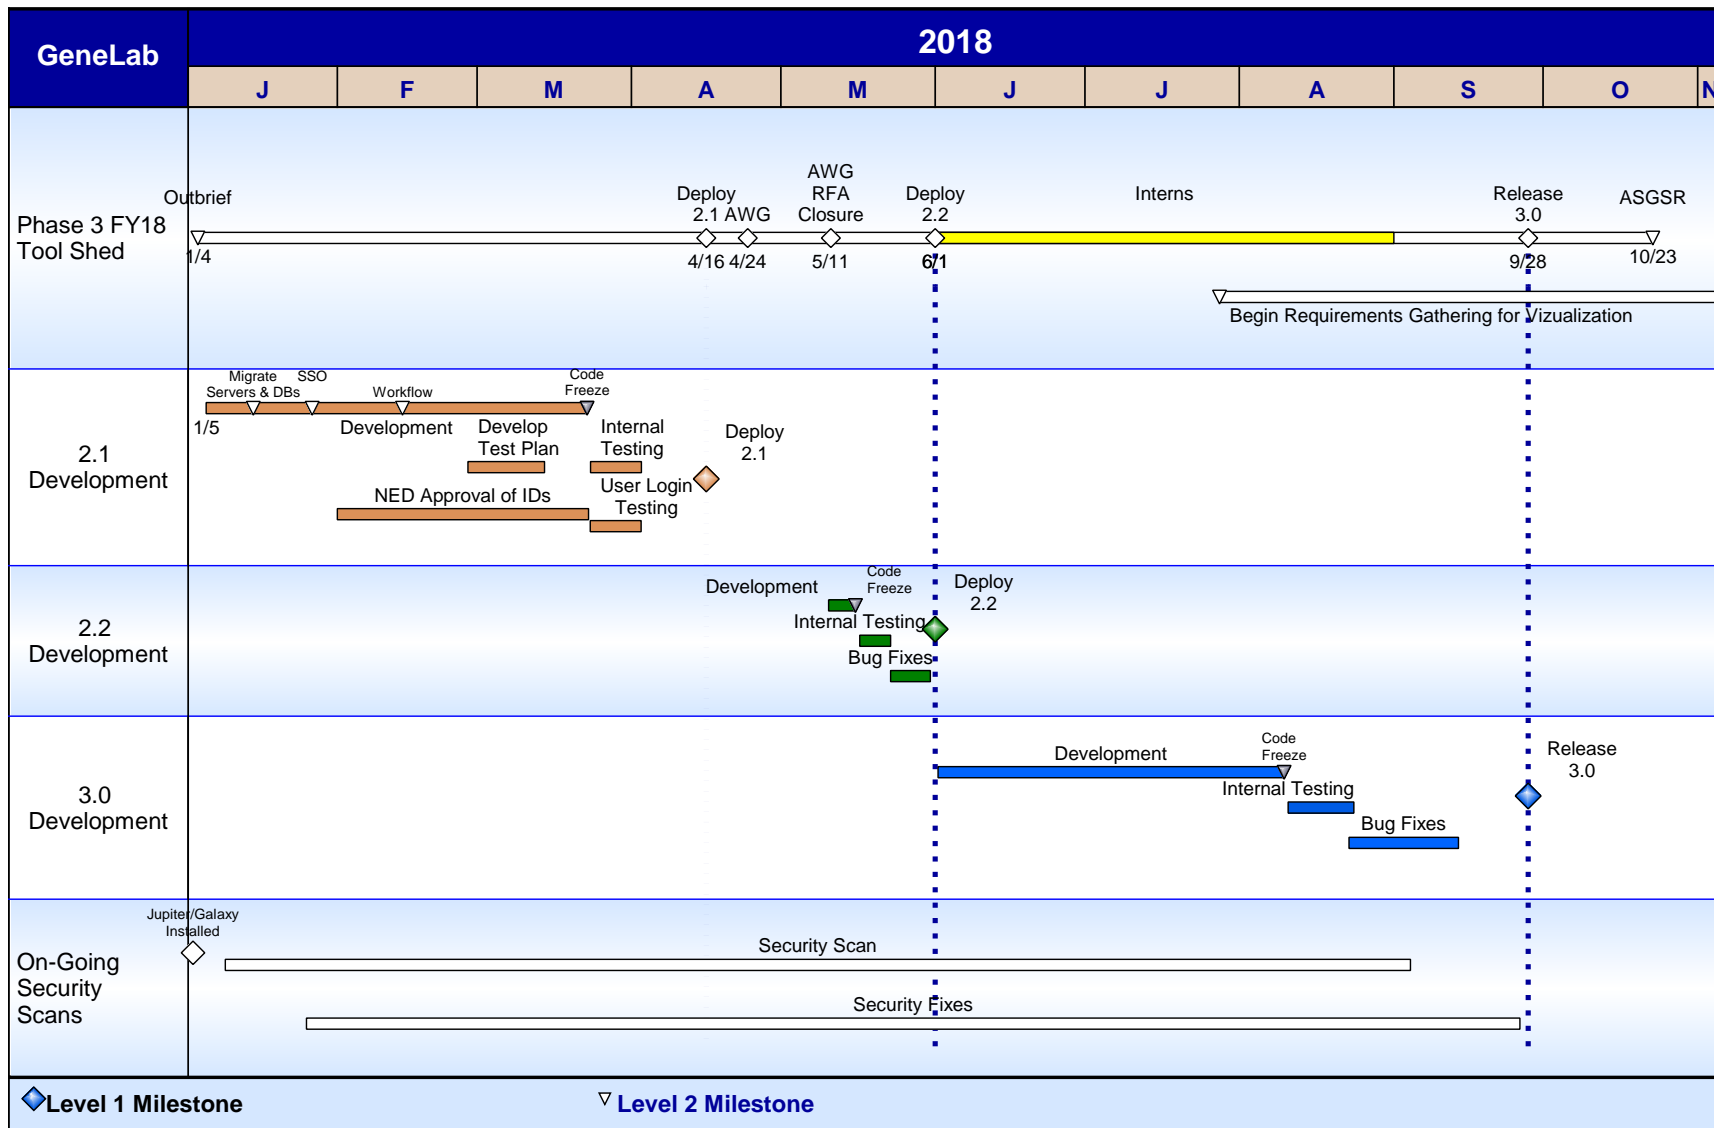 GeneLab
2018
J F M A M J J A S O N
Phase 3 FY18
Tool Shed
Outbrief
1/4
Deploy
2.1
4/16
AWG
4/24
AWG
RFA
Closure
5/11
Deploy
2.2
6/1
Interns
Release
3.0
9/28
ASGSR
10/23
Begin Requirements Gathering for Vizualization
2.1
Development
Migrate
Servers & DBs
SSO
Workflow
Code
Freeze
1/5
Development
Develop
Test Plan
Internal
Testing
Deploy
2.1
NED Approval of IDs
User Login
Testing
2.2
Development
Development
Code
Freeze
Internal Testing
Bug Fixes
Deploy
2.2
3.0
Development
Development
Code
Freeze
Internal Testing
Bug Fixes
Release
3.0
On-Going
Security
Scans
Jupiter/Galaxy
Installed
Security Scan
Security Fixes
Level 1 Milestone
Level 2 Milestone